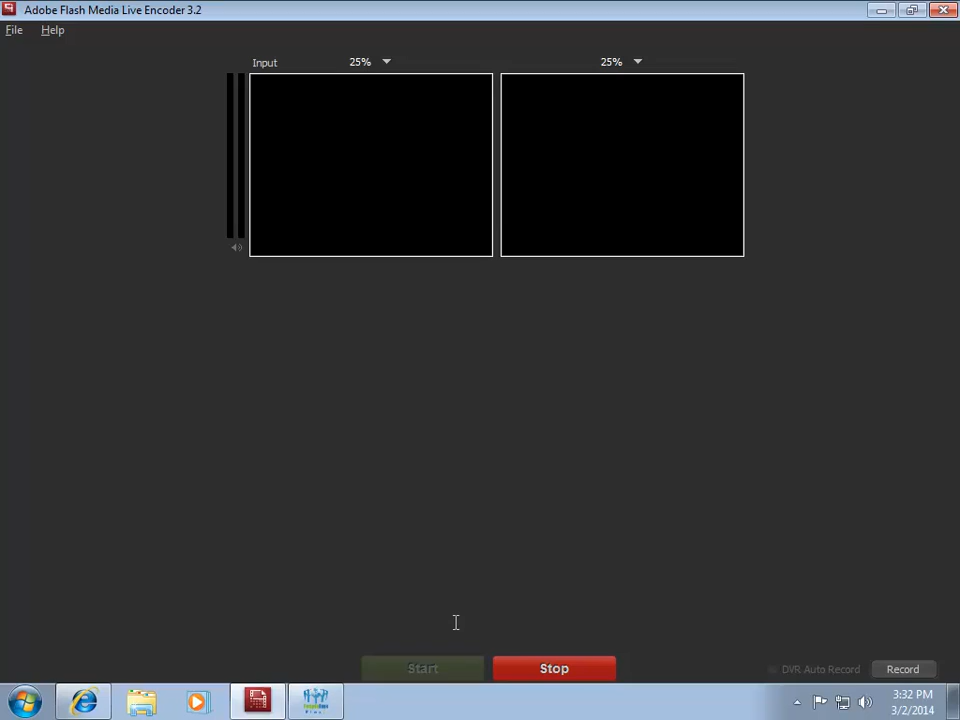 Adobe Flash Media Live Encoder 3.2
File Help
Input 25% 25%
Start Stop DVR Auto Record Record
3:32 PM
3/2/2014